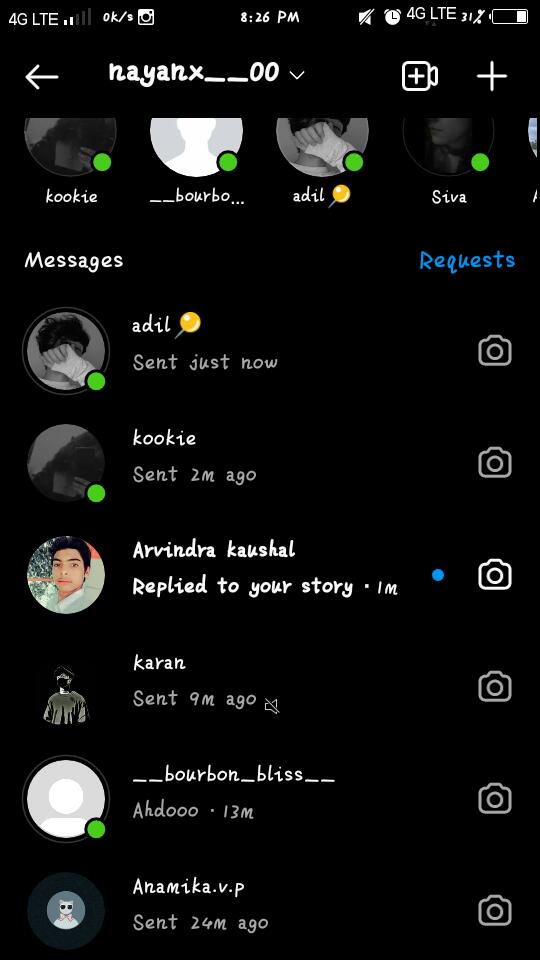 4G LTE 0K/s 8:26 PM 4G LTE 31%
nayanx__00
kookie __bourbo... adil Siva
Messages Requests
adil
Sent just now
kookie
Sent 2m ago
Arvindra kaushal
Replied to your story · 1m
karan
Sent 9m ago
__bourbon_bliss__
Ahdooo · 13m
Anamika.v.p
Sent 24m ago